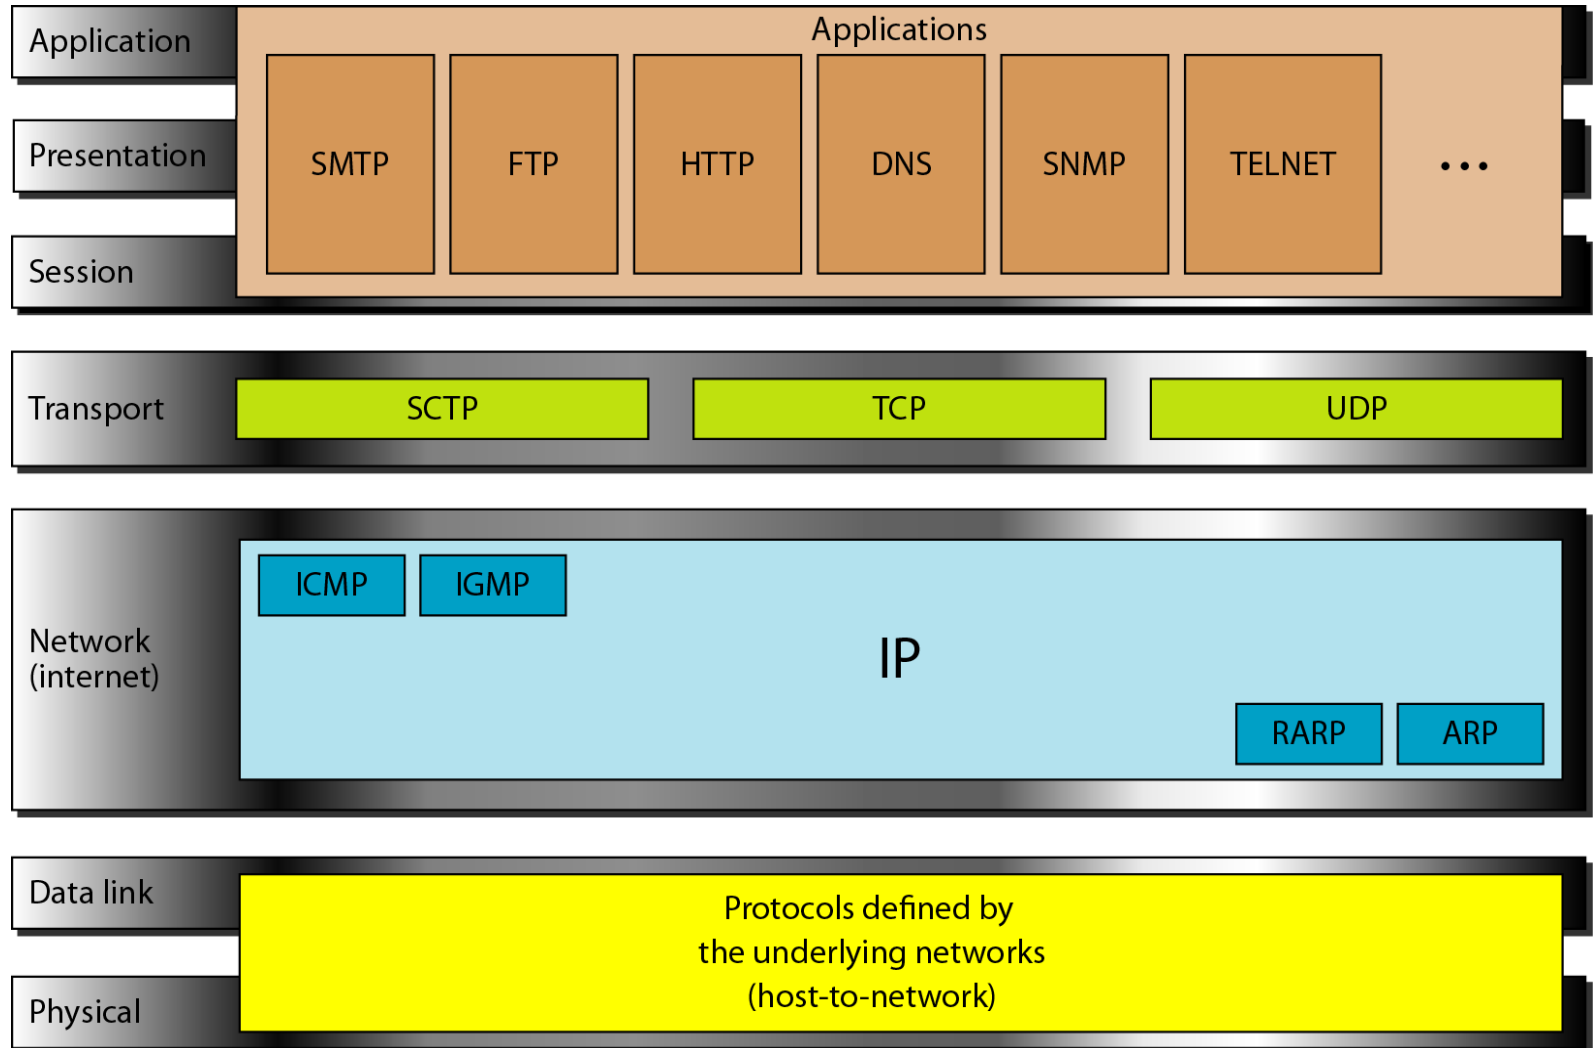 Application
Applications
Presentation
SMTP
FTP
HTTP
DNS
SNMP
TELNET
...
Session
Transport
SCTP
TCP
UDP
Network
(internet)
ICMP
IGMP
IP
RARP
ARP
Data link
Protocols defined by
the underlying networks
(host-to-network)
Physical